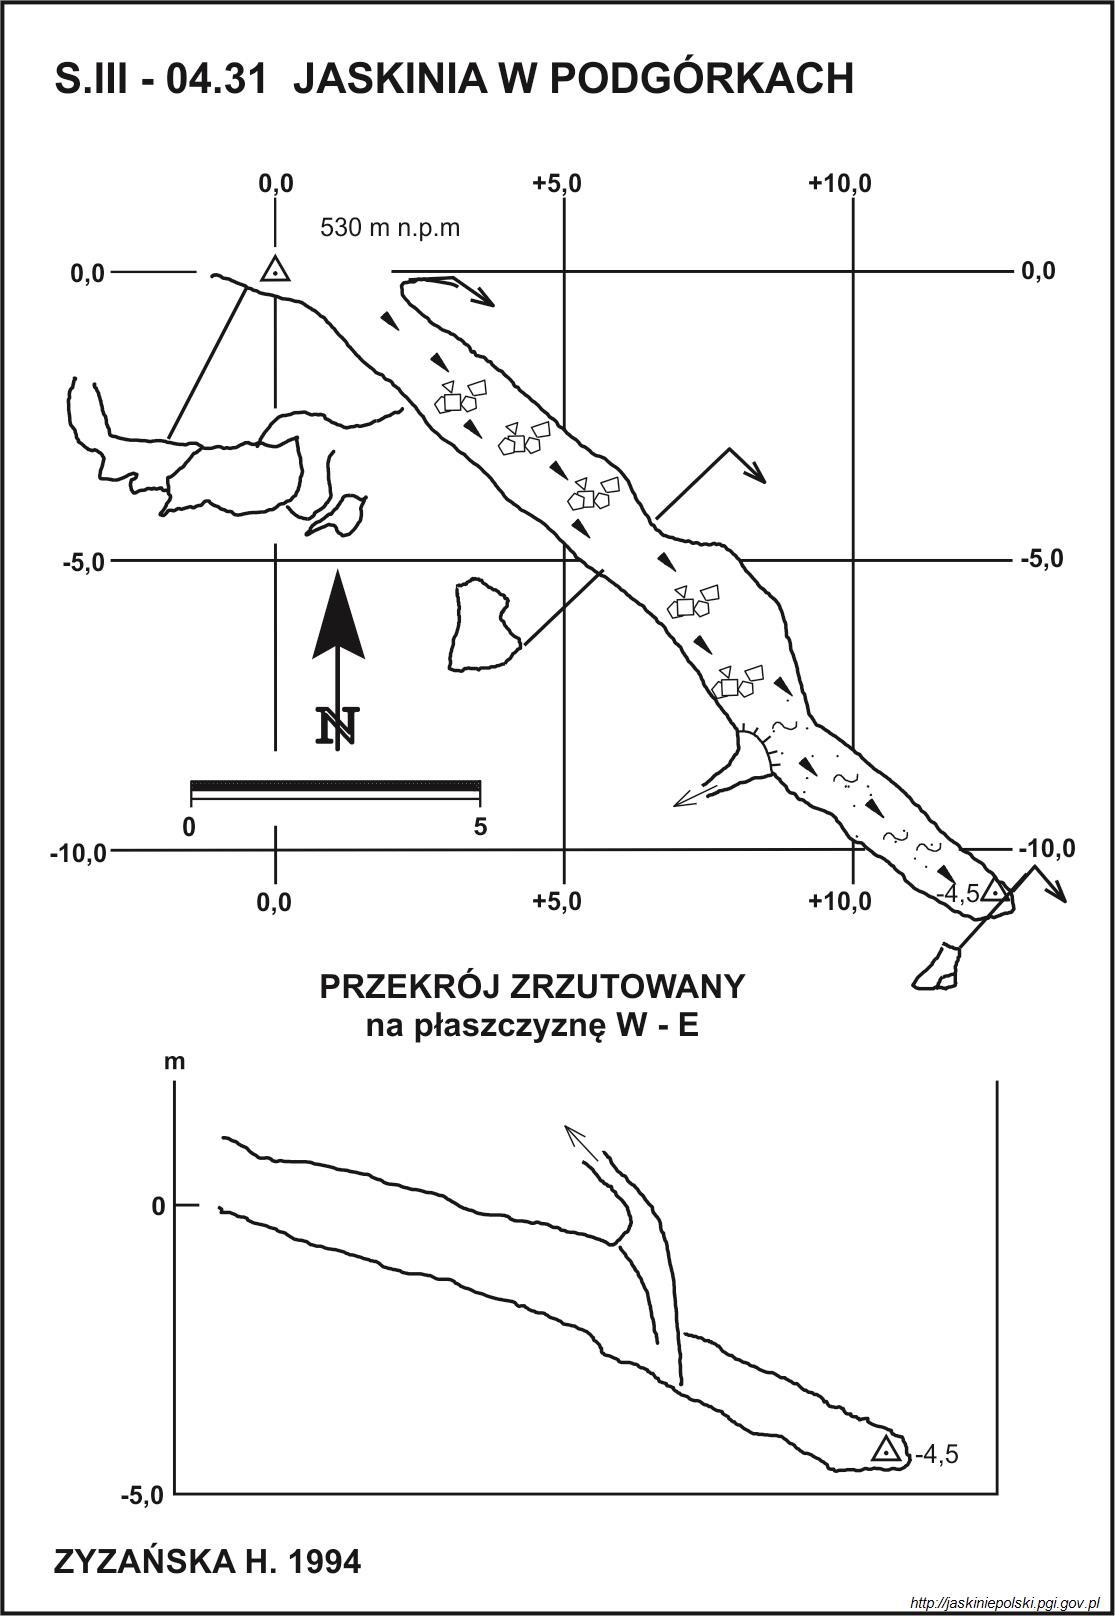 S.III - 04.31 JASKINIA W PODGÓRKACH
0,0 +5,0 +10,0
530 m n.p.m
0,0 0,0
-5,0 -5,0
N
0 5
-10,0 -10,0
-4,5
0,0 +5,0 +10,0
PRZEKRÓJ ZRZUTOWANY
na płaszczyznę W - E
m
0
-4,5
-5,0
ZYZAŃSKA H. 1994
http://jaskiniepolski.pgi.gov.pl